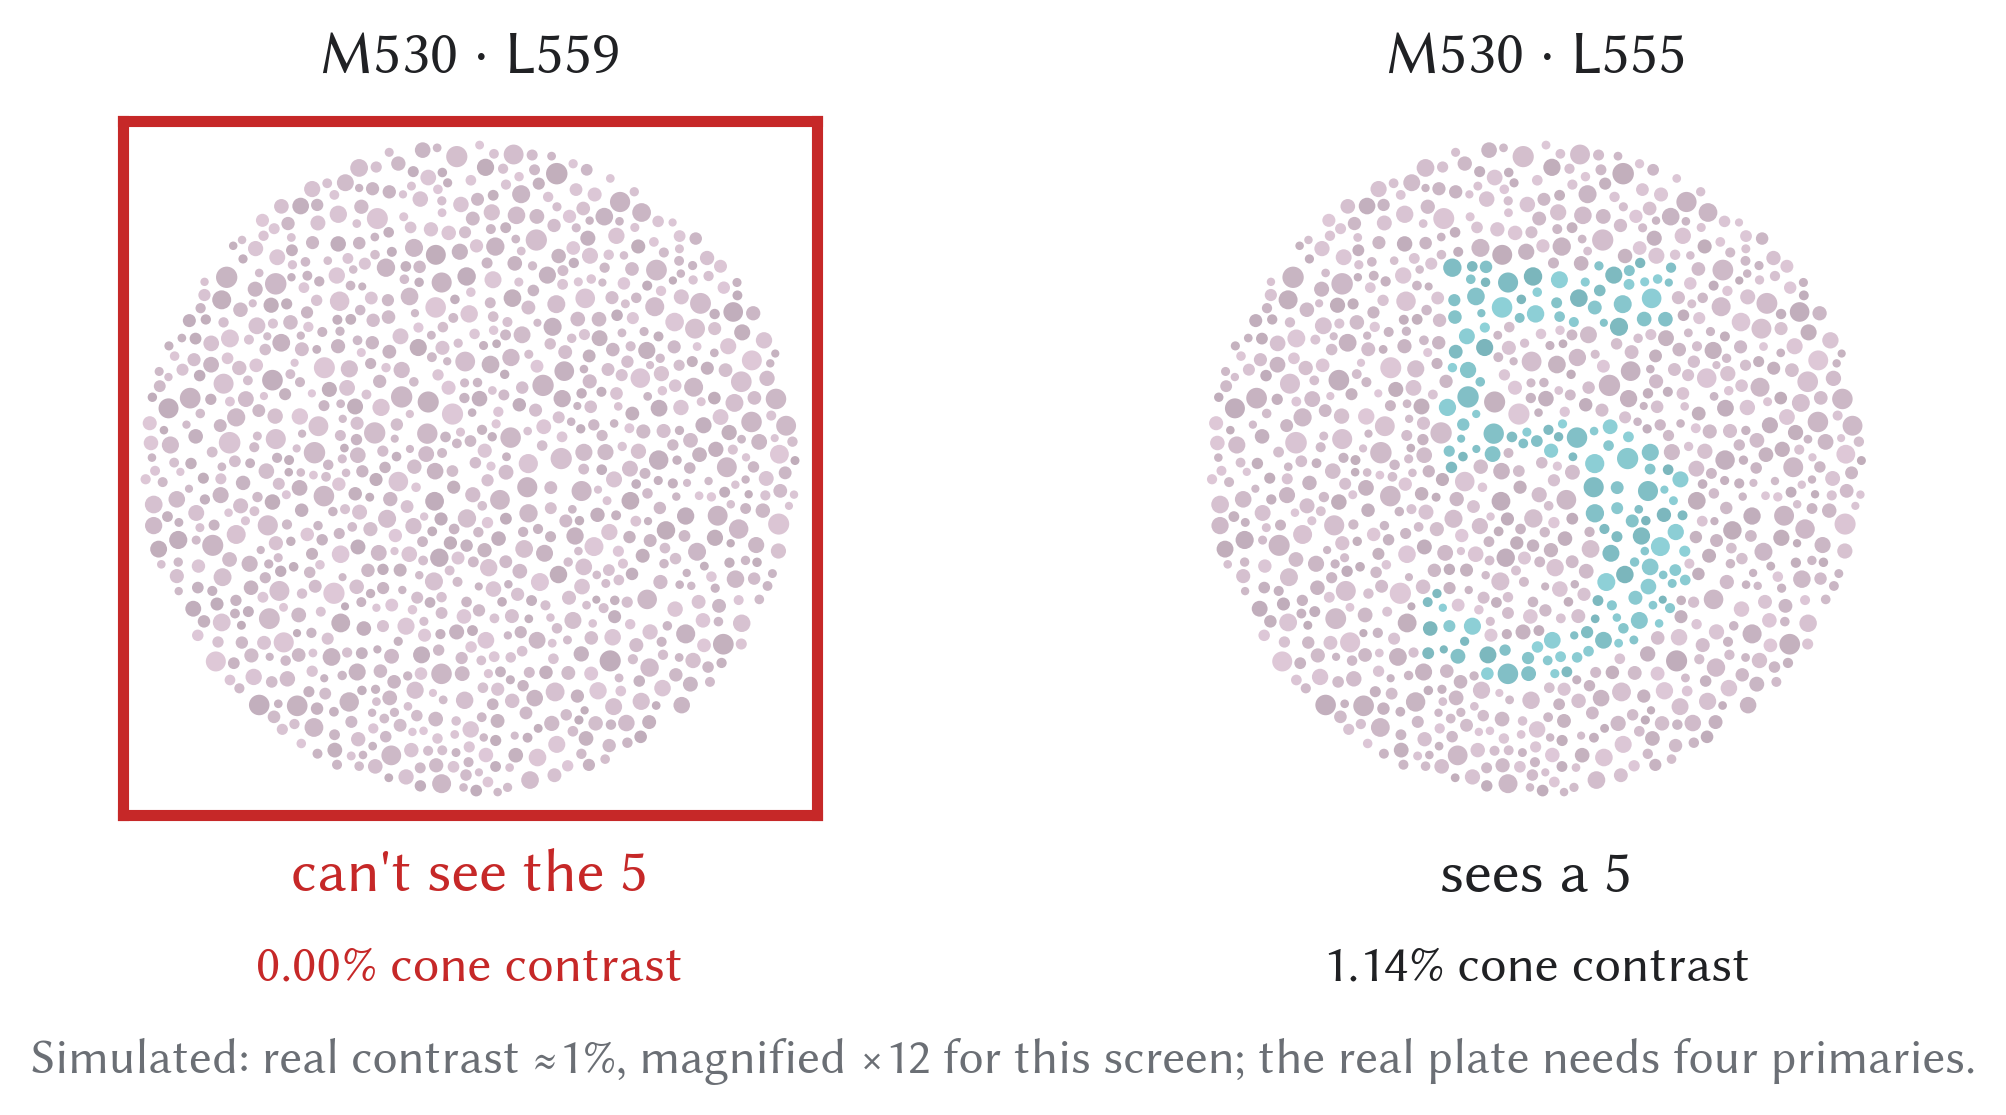 M530 · L559
M530 · L555
5
can't see the 5
sees a 5
0.00% cone contrast
1.14% cone contrast
Simulated: real contrast ≈1%, magnified ×12 for this screen; the real plate needs four primaries.